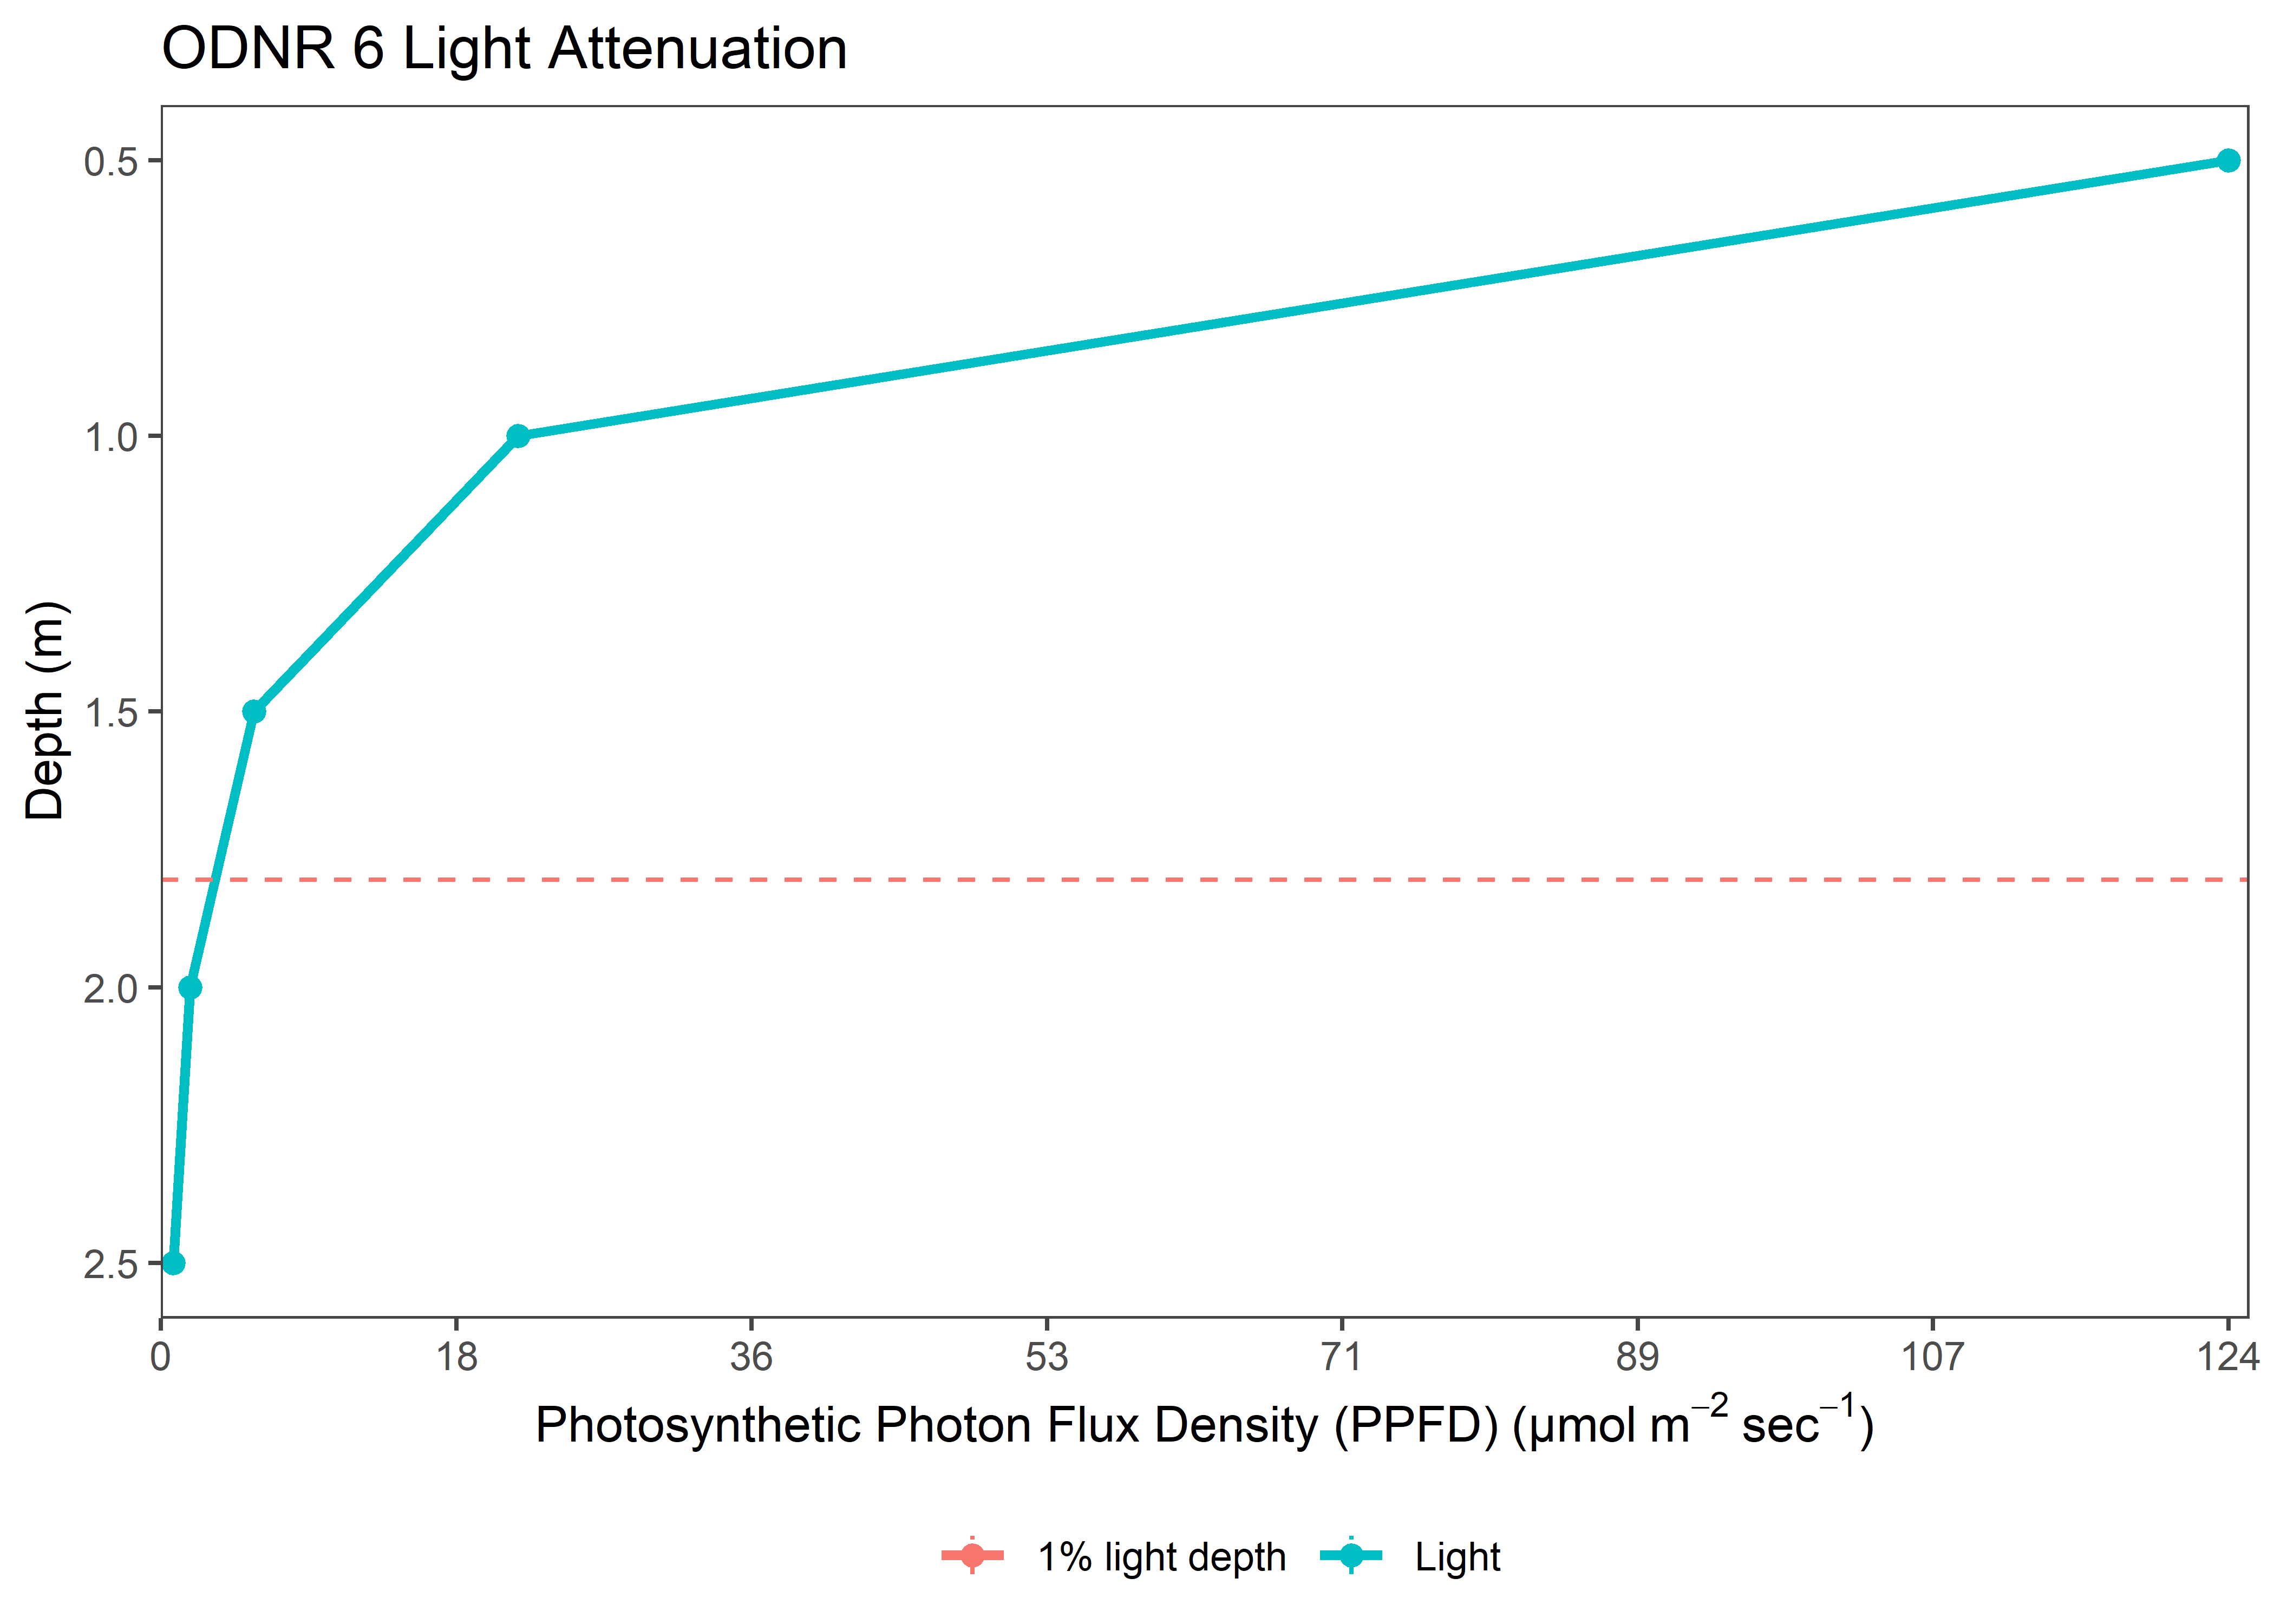 ODNR 6 Light Attenuation
Depth (m)
0.5
1.0
1.5
2.0
2.5
0 18 36 53 71 89 107 124
Photosynthetic Photon Flux Density (PPFD) (μmol m⁻² sec⁻¹)
1% light depth Light